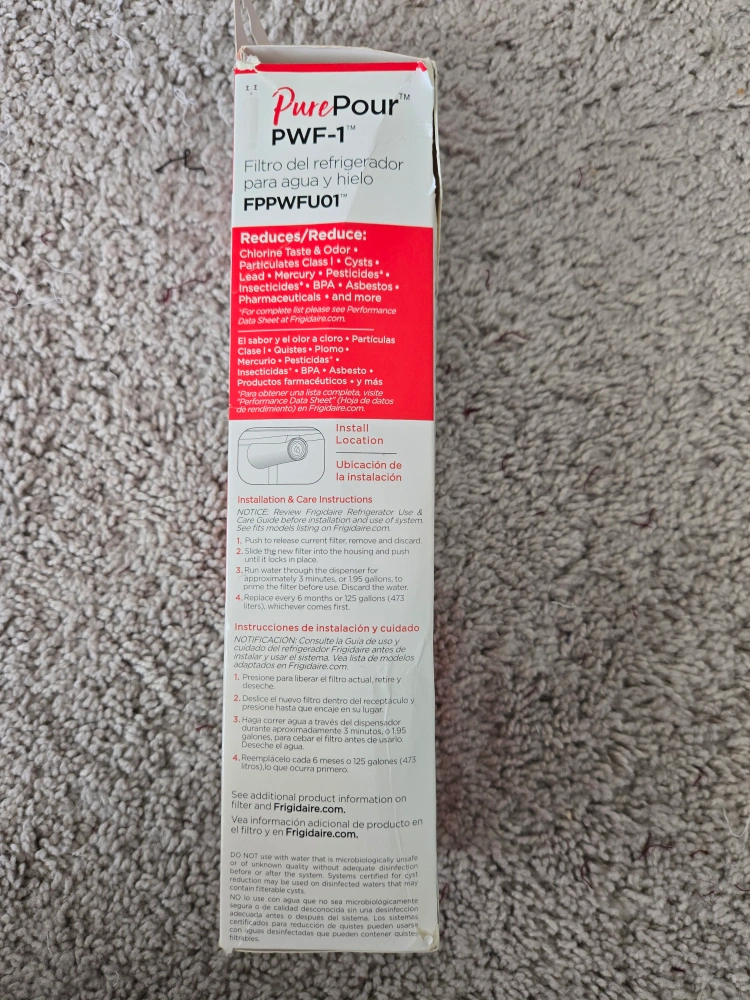 PurePour™
PWF-1™
Filtro del refrigerador
para agua y hielo
FPPWFU01™
Reduces/Reduce:
Chlorine Taste & Odor •
Particulates Class I • Cysts •
Lead • Mercury • Pesticides* •
Insecticides* • BPA • Asbestos •
Pharmaceuticals • and more
*For complete list please see Performance
Data Sheet at Frigidaire.com.
El sabor y el olor a cloro • Partículas
Clase I • Quistes • Plomo •
Mercurio • Pesticidas* •
Insecticidas* • BPA • Asbesto •
Productos farmacéuticos • y más
*Para obtener una lista completa, visite
"Performance Data Sheet" (Hoja de datos
de rendimiento) en Frigidaire.com.
Install
Location
Ubicación de
la instalación
Installation & Care Instructions
NOTICE: Review Frigidaire Refrigerator Use &
Care Guide before installation and use of system.
See fits models listing on Frigidaire.com.
1. Push to release current filter, remove and discard.
2. Slide the new filter into the housing and push
until it locks in place.
3. Run water through the dispenser for
approximately 3 minutes, or 1.95 gallons, to
prime the filter before use. Discard the water.
4. Replace every 6 months or 125 gallons (473
liters), whichever comes first.
Instrucciones de instalación y cuidado
NOTIFICACIÓN: Consulte la Guía de uso y
cuidado del refrigerador Frigidaire antes de
instalar y usar el sistema. Vea lista de modelos
adaptados en Frigidaire.com.
1. Presione para liberar el filtro actual, retire y
deseche.
2. Deslice el nuevo filtro dentro del receptáculo y
presione hasta que encaje en su lugar.
3. Haga correr agua a través del dispensador
durante aproximadamente 3 minutos, o 1.95
galones, para cebar el filtro antes de usarlo.
Deseche el agua.
4. Reemplácelo cada 6 meses o 125 galones (473
litros),lo que ocurra primero.
See additional product information on
filter and Frigidaire.com.
Vea información adicional de producto en
el filtro y en Frigidaire.com.
DO NOT use with water that is microbiologically unsafe
or of unknown quality without adequate disinfection
before or after the system. Systems certified for cyst
reduction may be used on disinfected waters that may
contain filterable cysts.
NO lo use con agua que no sea microbiológicamente
segura o de calidad desconocida sin una desinfección
adecuada antes o después del sistema. Los sistemas
certificados para reducción de quistes pueden usarse
con aguas desinfectadas que pueden contener quistes
filtrables.